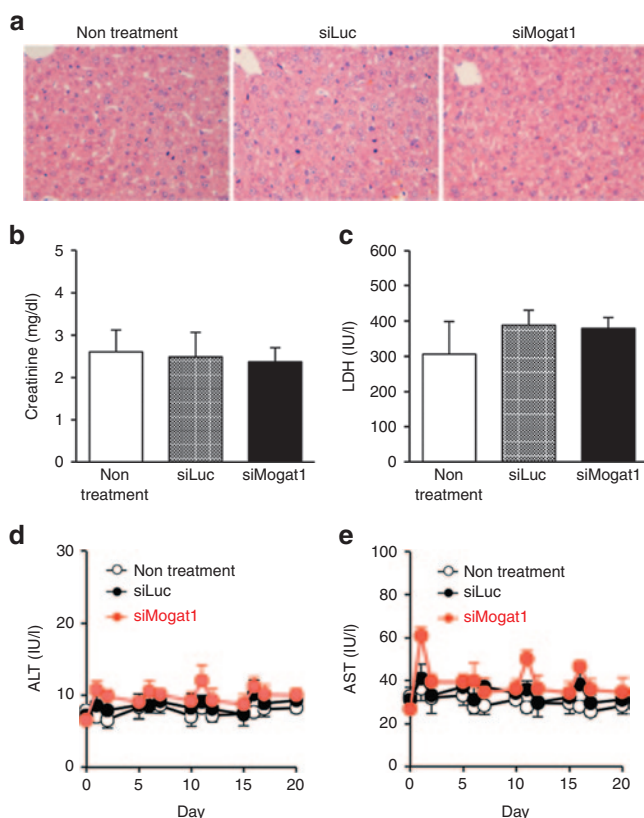 a
Non treatment siLuc siMogat1
b
Creatinine (mg/dl)
5
4
3
2
1
0
Non treatment
siLuc
siMogat1
c
LDH (IU/l)
600
500
400
300
200
100
0
Non treatment
siLuc
siMogat1
d
ALT (IU/l)
30
20
10
0
Non treatment
siLuc
siMogat1
0 5 10 15 20
Day
e
AST (IU/l)
100
80
60
40
20
0
Non treatment
siLuc
siMogat1
0 5 10 15 20
Day